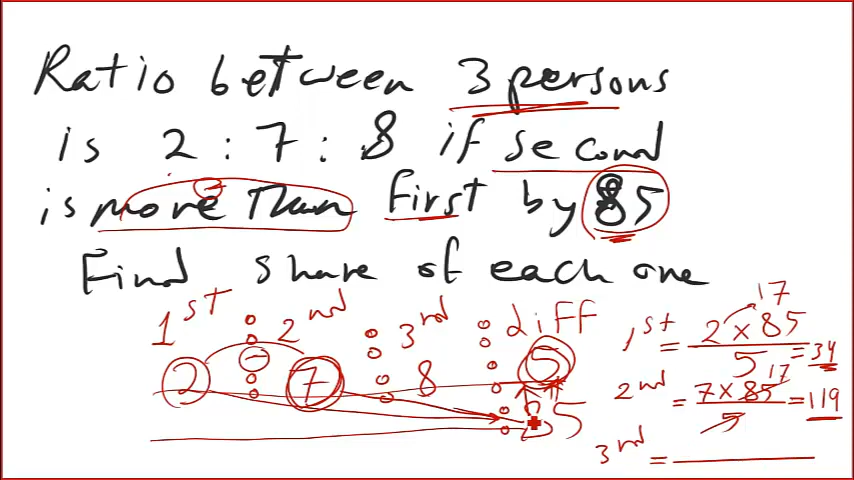 Ratio between 3 persons
is 2 : 7 : 8 if second
is more than first by 85
Find share of each one
1st : 2nd : 3rd : diff
2 - 7 8 5
85
1st = 2 x 85 / 5 = 34
17
2nd = 7 x 85 / = 119
17
3rd =